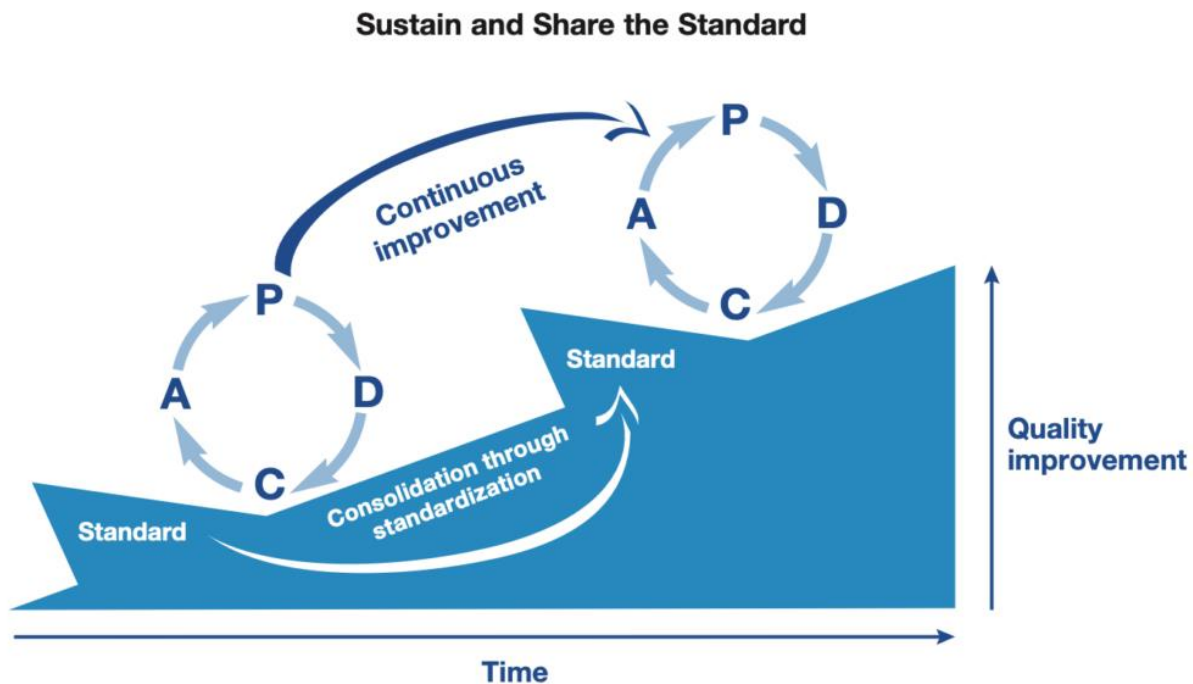 Sustain and Share the Standard
P
D
C
A
Continuous
improvement
P
D
C
A
Standard
Consolidation through
standardization
Standard
Quality
improvement
Time